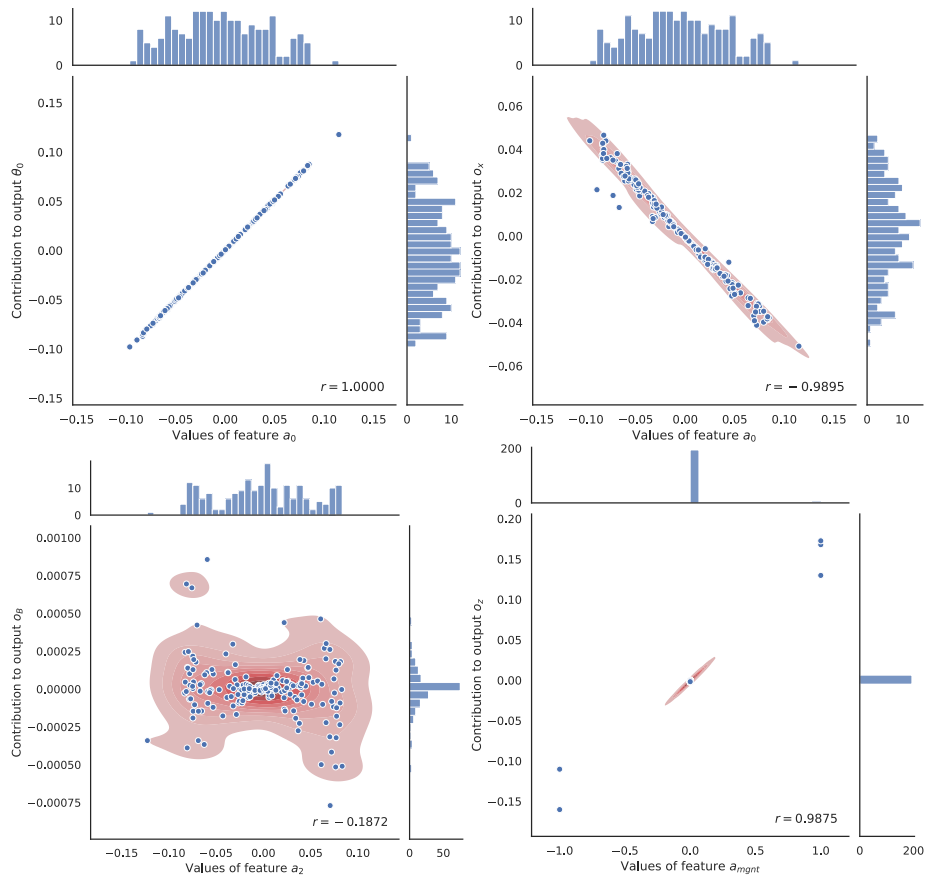 10
0
0.15
0.10
0.05
0.00
−0.05
−0.10
−0.15
Contribution to output θ0
r = 1.0000
−0.15 −0.10 −0.05 0.00 0.05 0.10 0.15
Values of feature a0
0 10
10
0
0.06
0.04
0.02
0.00
−0.02
−0.04
−0.06
Contribution to output ox
r = −0.9895
−0.15 −0.10 −0.05 0.00 0.05 0.10 0.15
Values of feature a0
0 10
10
0
0.00100
0.00075
0.00050
0.00025
0.00000
−0.00025
−0.00050
−0.00075
Contribution to output oB
r = −0.1872
−0.15 −0.10 −0.05 0.00 0.05 0.10
Values of feature a2
0 50
200
0
0.20
0.15
0.10
0.05
0.00
−0.05
−0.10
−0.15
Contribution to output oz
r = 0.9875
−1.0 −0.5 0.0 0.5 1.0
Values of feature amgnt
0 200